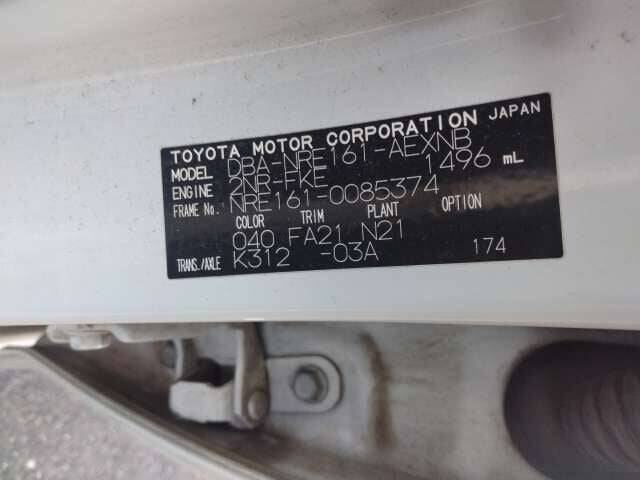 TOYOTA MOTOR CORPORATION JAPAN
MODEL DBA-NRE161-AEXNB
ENGINE 2NR-FKE 1496 mL
FRAME No. NRE161-0085374
COLOR TRIM PLANT OPTION
040 FA21 N21
TRANS./AXLE K312 -03A 174